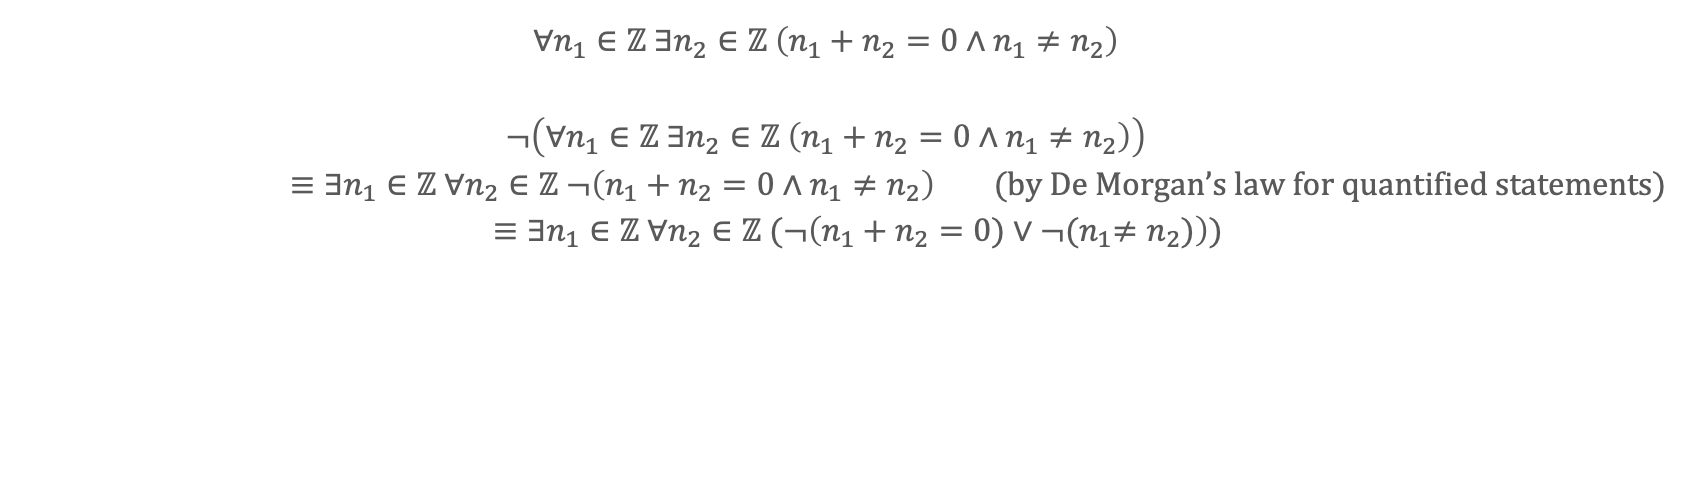 ∀n₁ ∈ ℤ ∃n₂ ∈ ℤ (n₁ + n₂ = 0 ∧ n₁ ≠ n₂)
¬(∀n₁ ∈ ℤ ∃n₂ ∈ ℤ (n₁ + n₂ = 0 ∧ n₁ ≠ n₂))
≡ ∃n₁ ∈ ℤ ∀n₂ ∈ ℤ ¬(n₁ + n₂ = 0 ∧ n₁ ≠ n₂) (by De Morgan’s law for quantified statements)
≡ ∃n₁ ∈ ℤ ∀n₂ ∈ ℤ (¬(n₁ + n₂ = 0) ∨ ¬(n₁≠ n₂)))